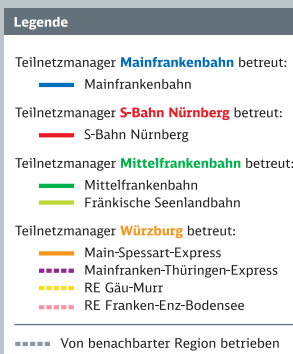 Legende
Teilnetzmanager Mainfrankenbahn betreut:
Mainfrankenbahn
Teilnetzmanager S-Bahn Nürnberg betreut:
S-Bahn Nürnberg
Teilnetzmanager Mittelfrankenbahn betreut:
Mittelfrankenbahn
Fränkische Seenlandbahn
Teilnetzmanager Würzburg betreut:
Main-Spessart-Express
Mainfranken-Thüringen-Express
RE Gäu-Murr
RE Franken-Enz-Bodensee
Von benachbarter Region betrieben